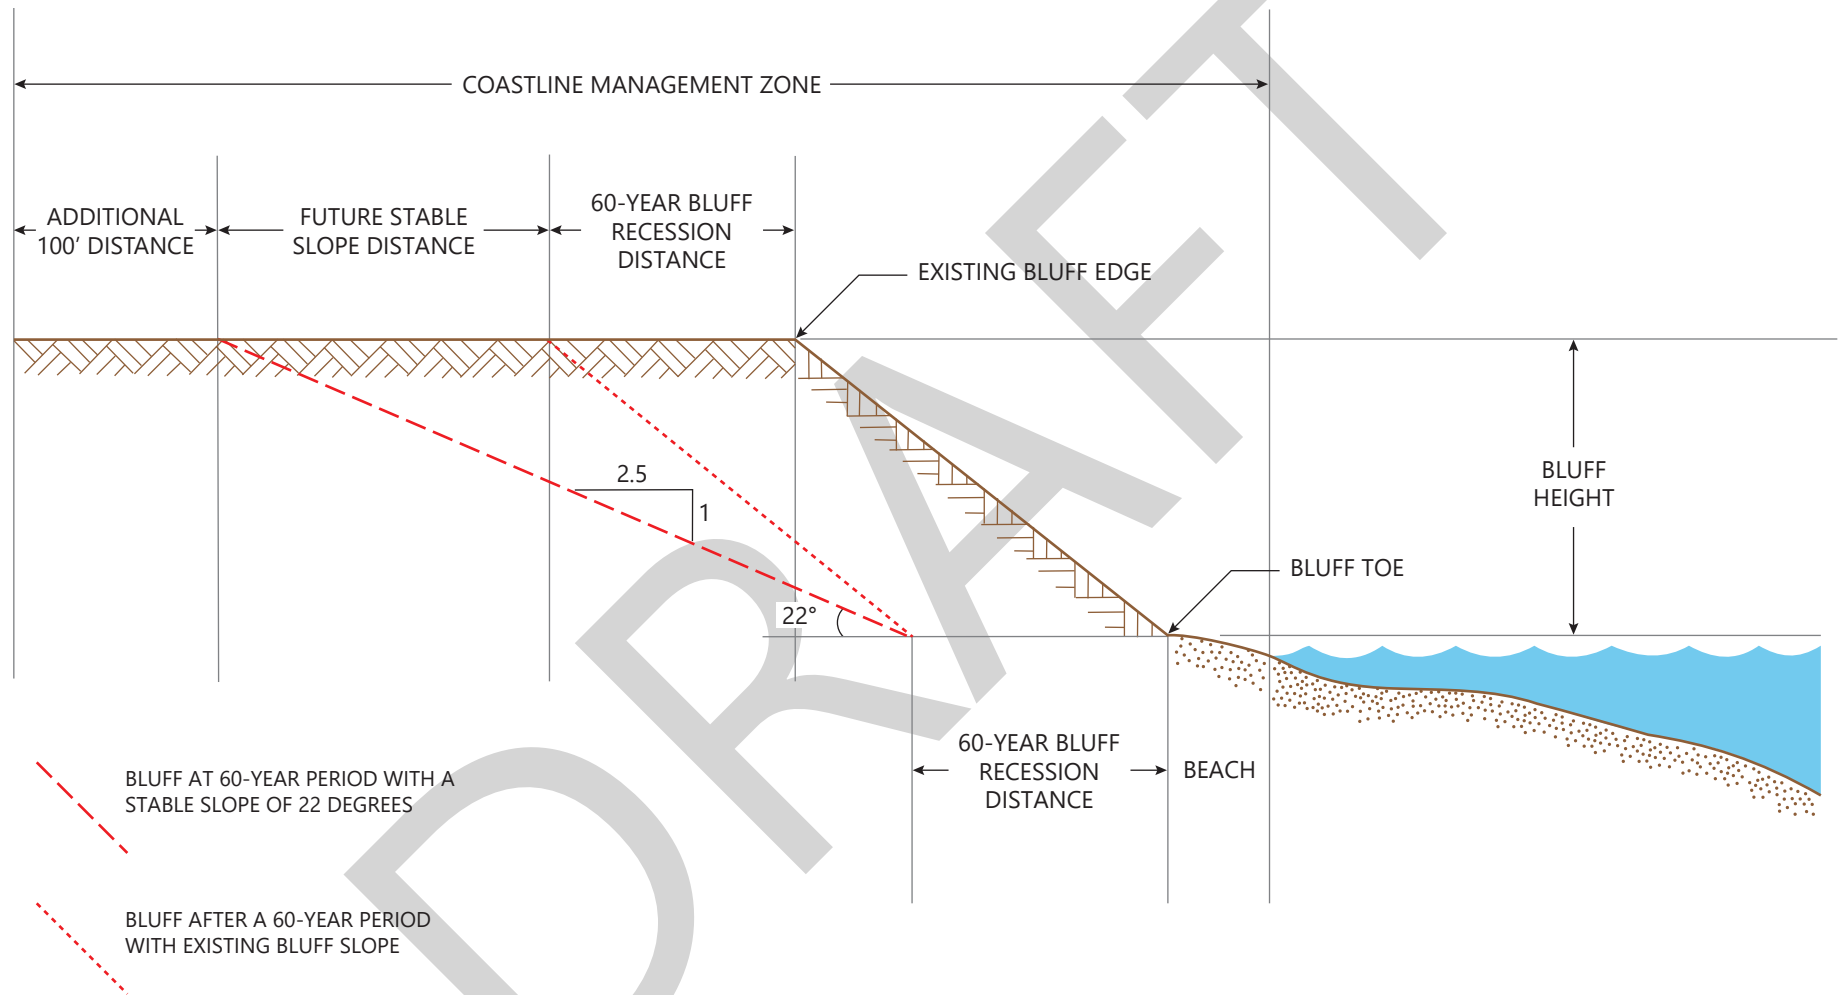 COASTLINE MANAGEMENT ZONE
ADDITIONAL
100’ DISTANCE
FUTURE STABLE
SLOPE DISTANCE
60-YEAR BLUFF
RECESSION
DISTANCE
EXISTING BLUFF EDGE
2.5
1
22°
BLUFF
HEIGHT
BLUFF TOE
60-YEAR BLUFF
RECESSION
DISTANCE
BEACH
BLUFF AT 60-YEAR PERIOD WITH A
STABLE SLOPE OF 22 DEGREES
BLUFF AFTER A 60-YEAR PERIOD
WITH EXISTING BLUFF SLOPE
DRAFT